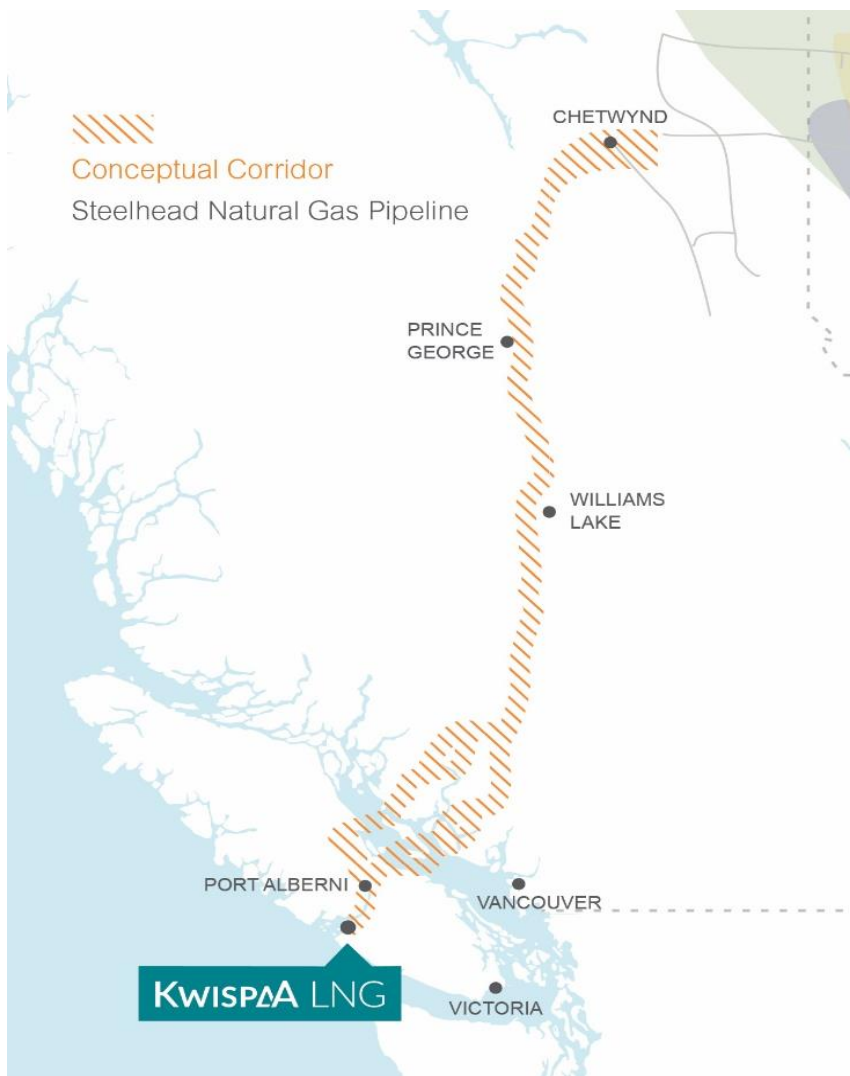 CHETWYND
Conceptual Corridor
Steelhead Natural Gas Pipeline
PRINCE
GEORGE
WILLIAMS
LAKE
PORT ALBERNI
VANCOUVER
KWISPAA LNG
VICTORIA